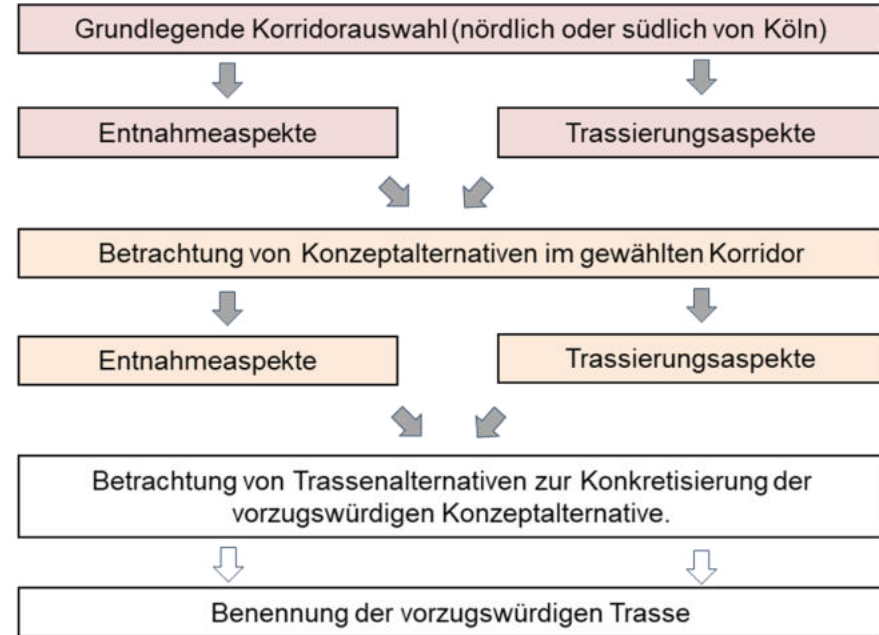 Grundlegende Korridorauswahl (nördlich oder südlich von Köln)
Entnahmeaspekte
Trassierungsaspekte
Betrachtung von Konzeptalternativen im gewählten Korridor
Entnahmeaspekte
Trassierungsaspekte
Betrachtung von Trassenalternativen zur Konkretisierung der
vorzugswürdigen Konzeptalternative.
Benennung der vorzugswürdigen Trasse